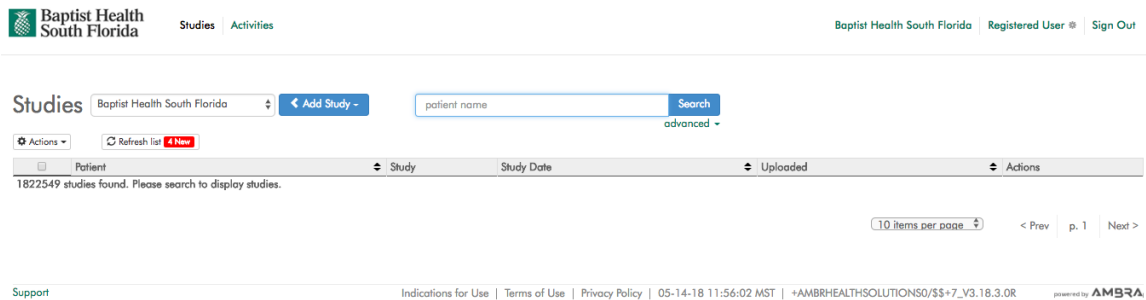 Baptist Health
South Florida
Studies Activities
Baptist Health South Florida Registered User Sign Out
Studies Baptist Health South Florida Add Study patient name Search
advanced
Actions Refresh list 4 New
Patient Study Study Date Uploaded Actions
1822549 studies found. Please search to display studies.
10 items per page < Prev p. 1 Next >
Support Indications for Use | Terms of Use | Privacy Policy | 05-14-18 11:56:02 MST | +AMBRHEALTHSOLUTIONS0/$$+7_V3.18.3.0R powered by AMBRA